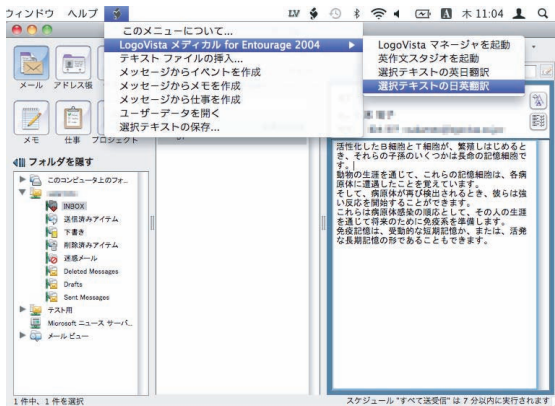 ウィンドウ ヘルプ
LV
木 11:04
このメニューについて...
LogoVista メディカル for Entourage 2004
テキスト ファイルの挿入...
メッセージからイベントを作成
メッセージからメモを作成
メッセージから仕事を作成
ユーザーデータを開く
選択テキストの保存...
LogoVista マネージャを起動
英作文スタジオを起動
選択テキストの英日翻訳
選択テキストの日英翻訳
メール アドレス帳
メモ 仕事 プロジェクト
フォルダを隠す
このコンピュータ上のフォ...
INBOX
送信済みアイテム
下書き
削除済みアイテム
迷惑メール
Deleted Messages
Drafts
Sent Messages
テスト用
Microsoft ニュース サーバ...
メール ビュー
活性化したB細胞とT細胞が、繁殖しはじめると
き、それらの子孫のいくつかは長命の記憶細胞で
す。
動物の生涯を通じて、これらの記憶細胞は、各病
原体に遭遇したことを覚えています。
そして、病原体が再び検出されるとき、彼らは強
い反応を開始することができます。
これらは病原体感染の順応として、その人の生涯
を通じて将来のために免疫系を準備します。
免疫記憶は、受動的な短期記憶か、または、活発
な長期記憶の形であることもできます。
1 件中、1 件を選択
スケジュール "すべて送受信" は 7 分以内に実行されます